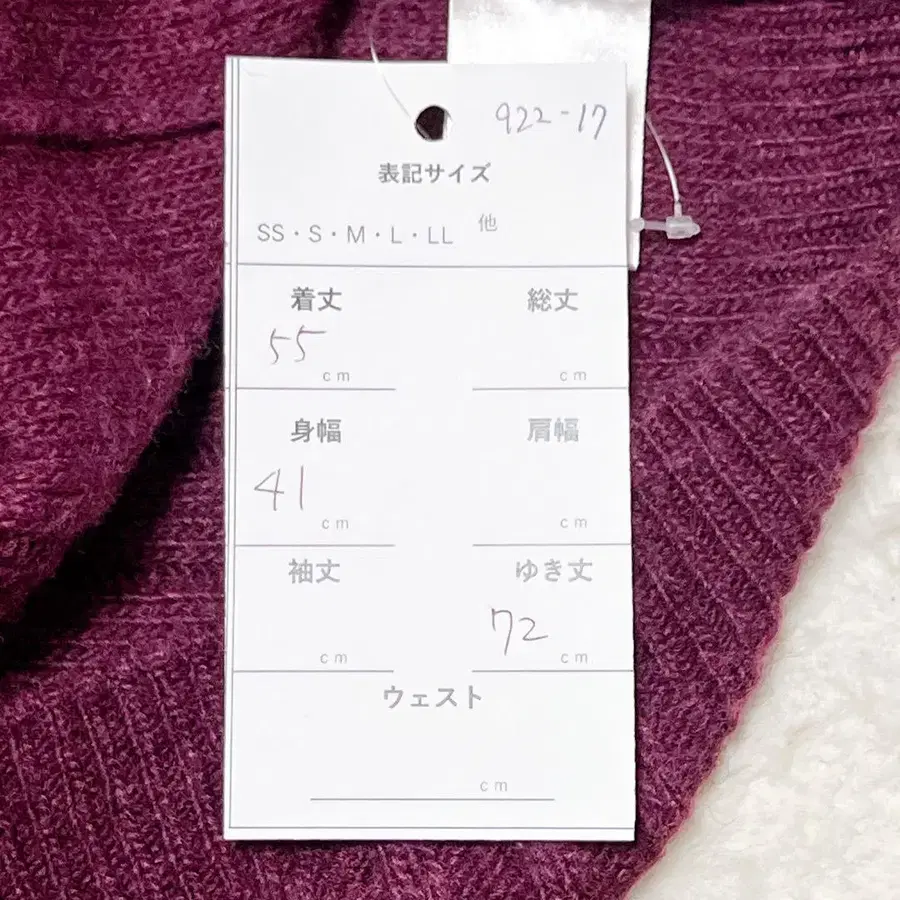 922-17
表記サイズ
SS・S・M・L・LL 他
着丈 総丈
55
cm cm
身幅 肩幅
41
cm cm
袖丈 ゆき丈
72
cm cm
ウェスト
cm